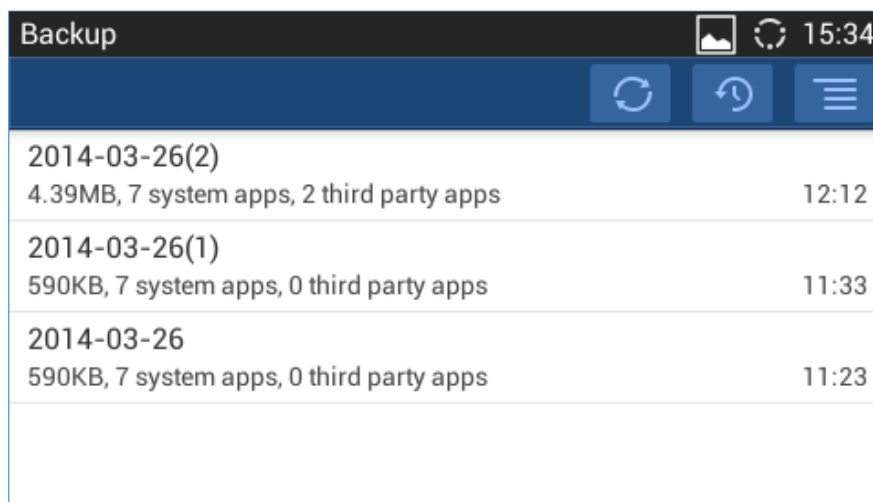 Backup 15:34
2014-03-26(2)
4.39MB, 7 system apps, 2 third party apps 12:12
2014-03-26(1)
590KB, 7 system apps, 0 third party apps 11:33
2014-03-26
590KB, 7 system apps, 0 third party apps 11:23